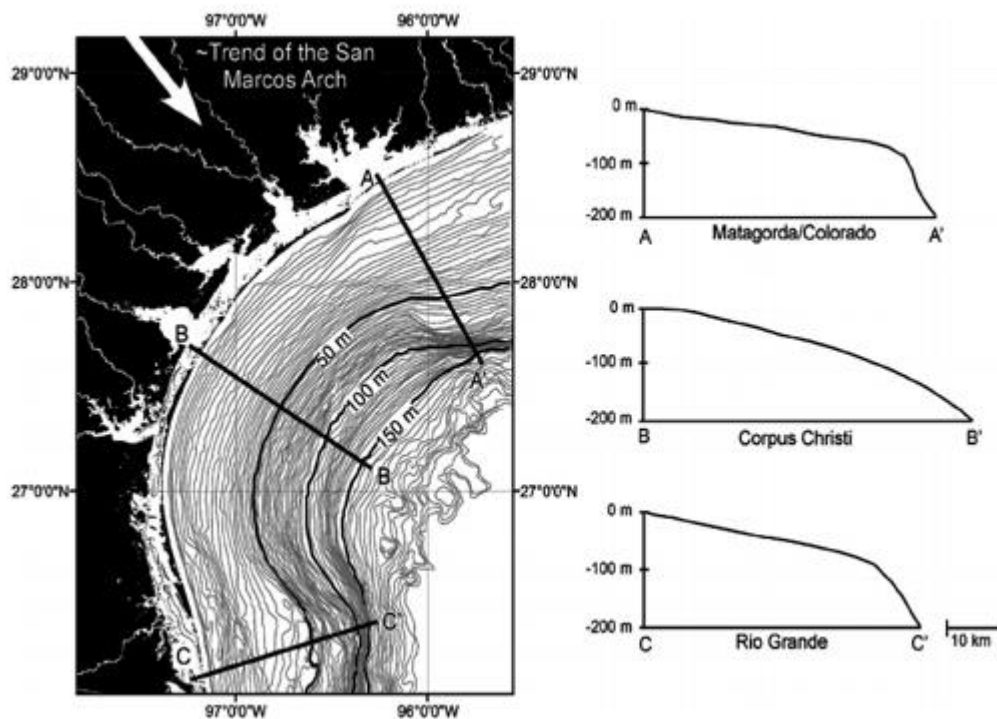 97°0'0"W 96°0'0"W
~Trend of the San
Marcos Arch
29°0'0"N 29°0'0"N
28°0'0"N 28°0'0"N
27°0'0"N 27°0'0"N
A
A'
B
B'
C
C'
50 m
100 m
150 m
97°0'0"W 96°0'0"W
0 m
-100 m
-200 m
A Matagorda/Colorado A'
0 m
-100 m
-200 m
B Corpus Christi B'
0 m
-100 m
-200 m
C Rio Grande C'
10 km